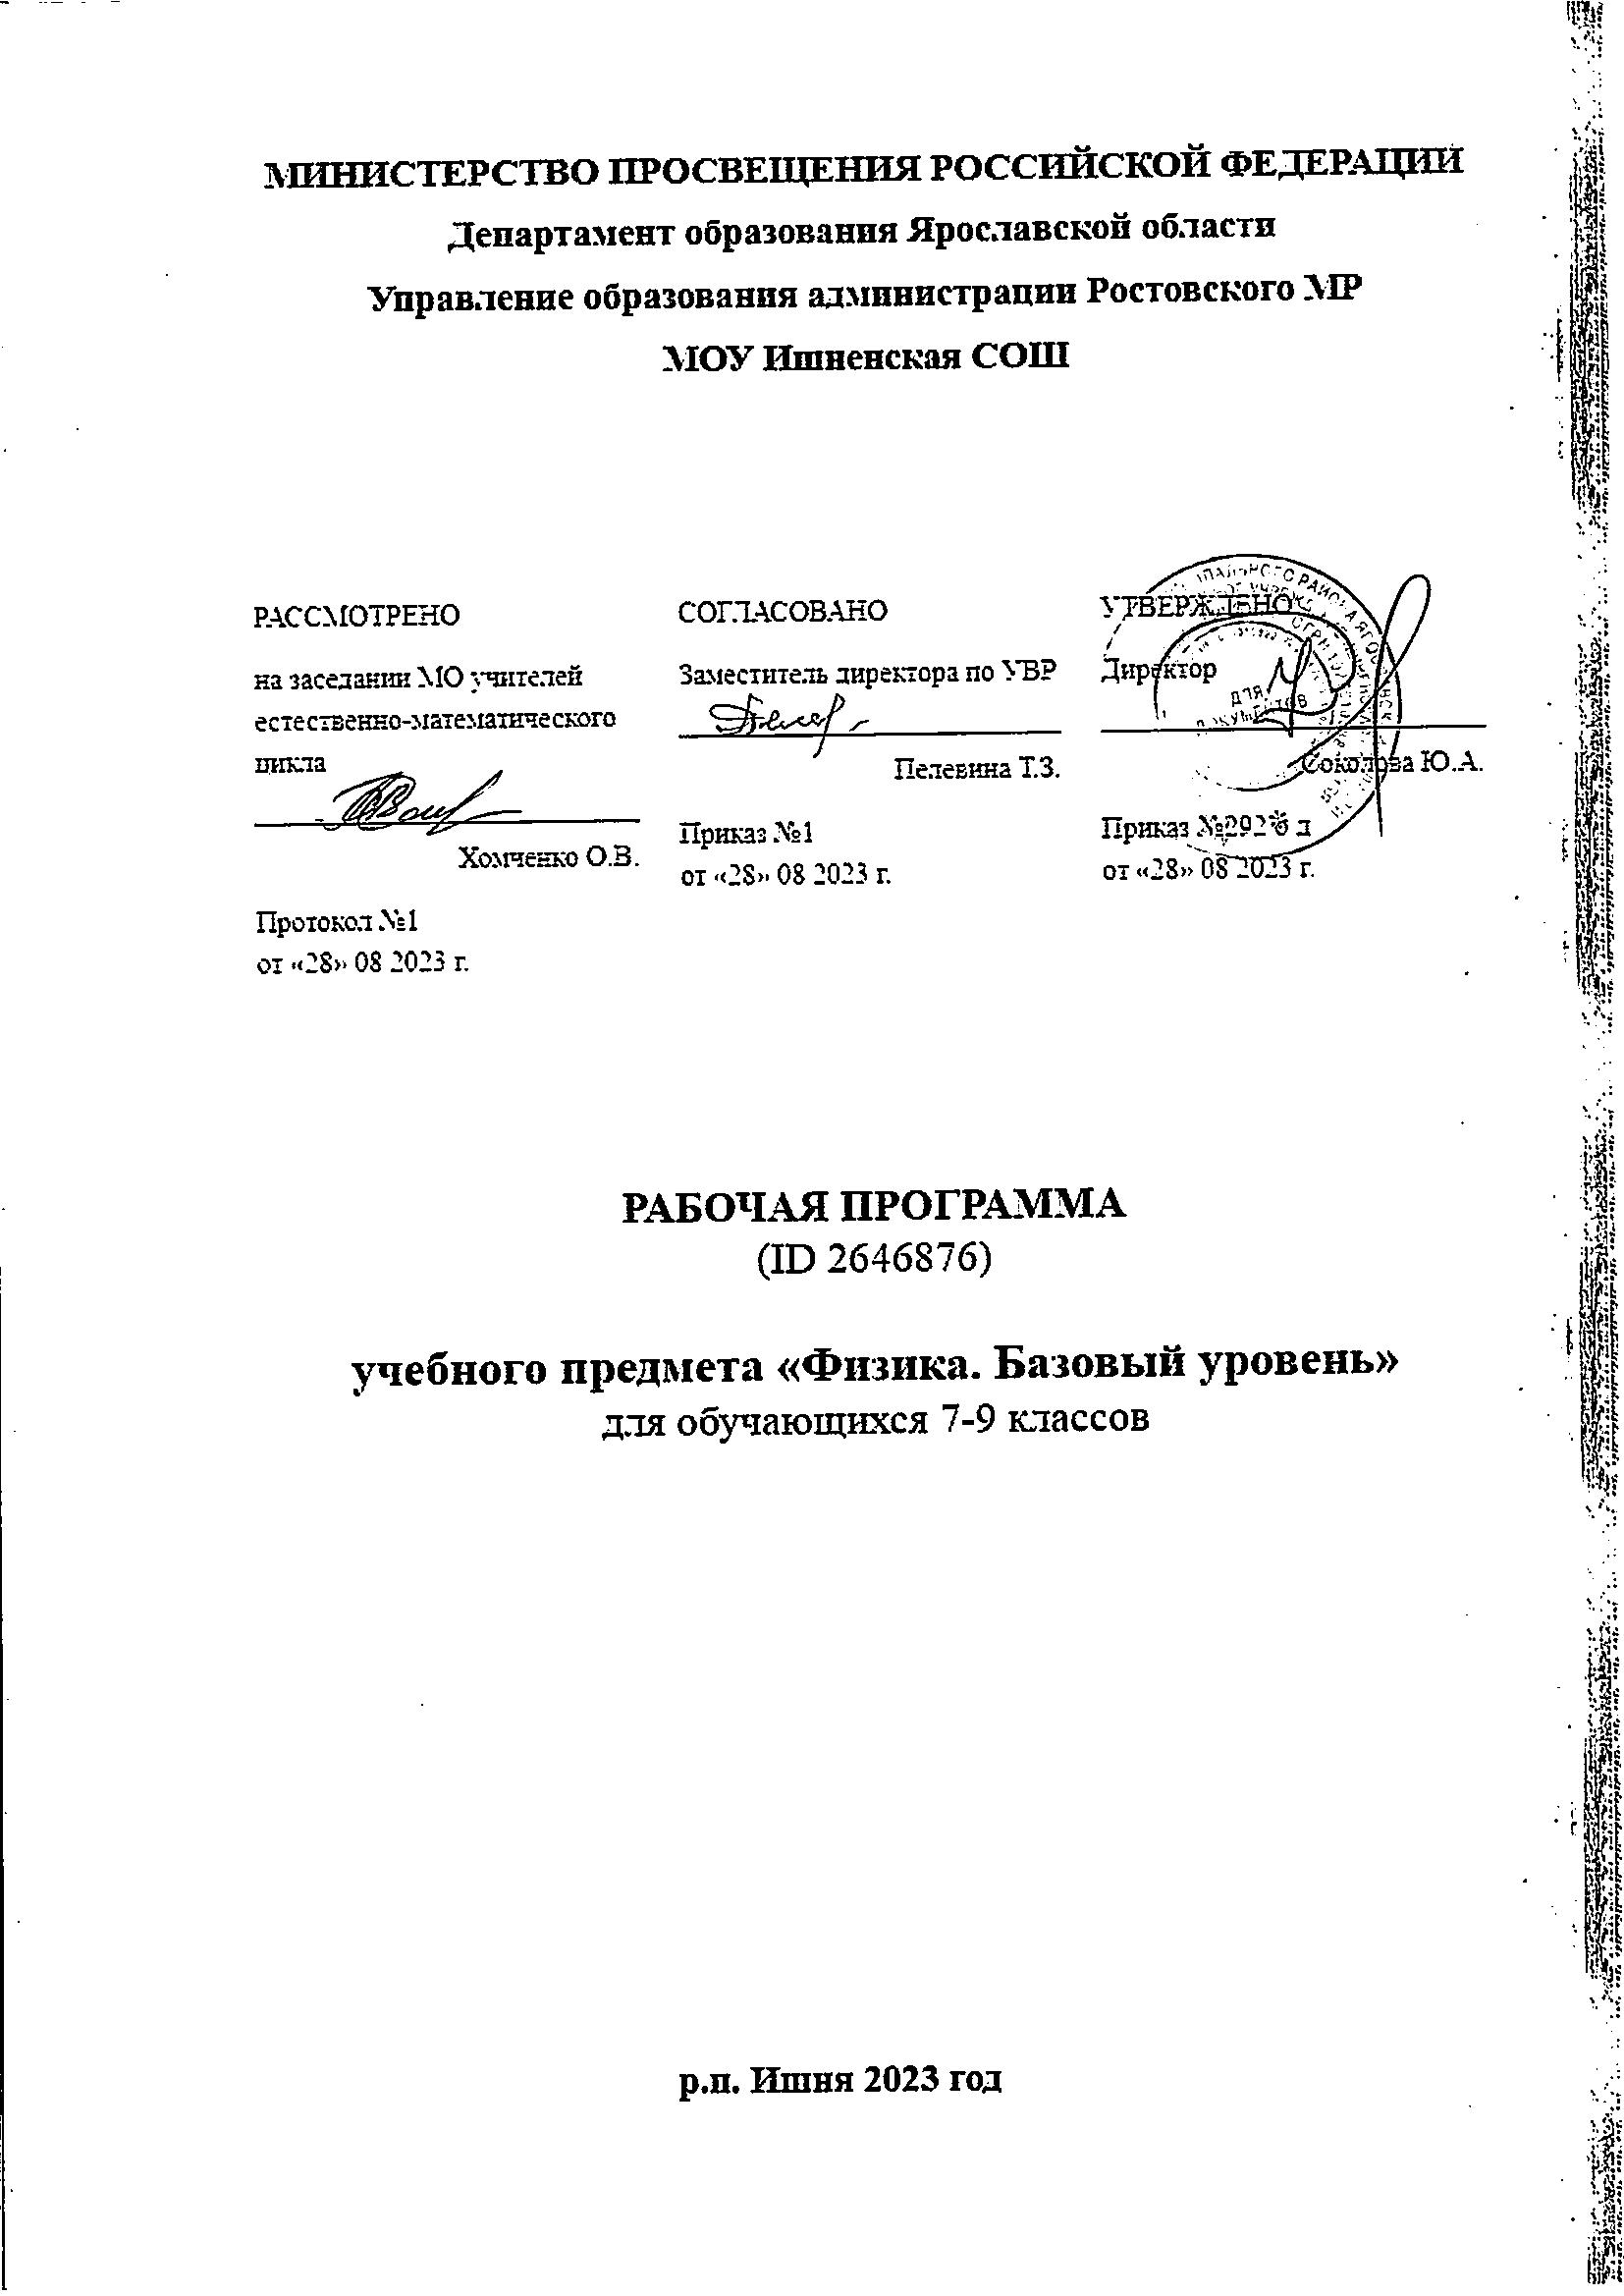 МИНИСТЕРСТВО ПРОСВЕЩЕНИЯ РОССИЙСКОЙ ФЕДЕРАЦИИ
Департамент образования Ярославской области
Управление образования администрации Ростовского МР
МОУ Ишненская СОШ
РАССМОТРЕНО
на заседании МО учителей
естественно-математического
цикла
Хомченко О.В.
Протокол №1
от «28» 08 2023 г.
СОГЛАСОВАНО
Заместитель директора по УВР
Пелевина Т.З.
Приказ №1
от «28» 08 2023 г.
УТВЕРЖДЕНО
Директор
ДЛЯ
ДОКУМЕНТОВ
Соколова Ю.А.
Приказ д
от «28» 08 2023 г.
РАБОЧАЯ ПРОГРАММА
(ID 2646876)
учебного предмета «Физика. Базовый уровень»
для обучающихся 7-9 классов
р.п. Ишня 2023 год